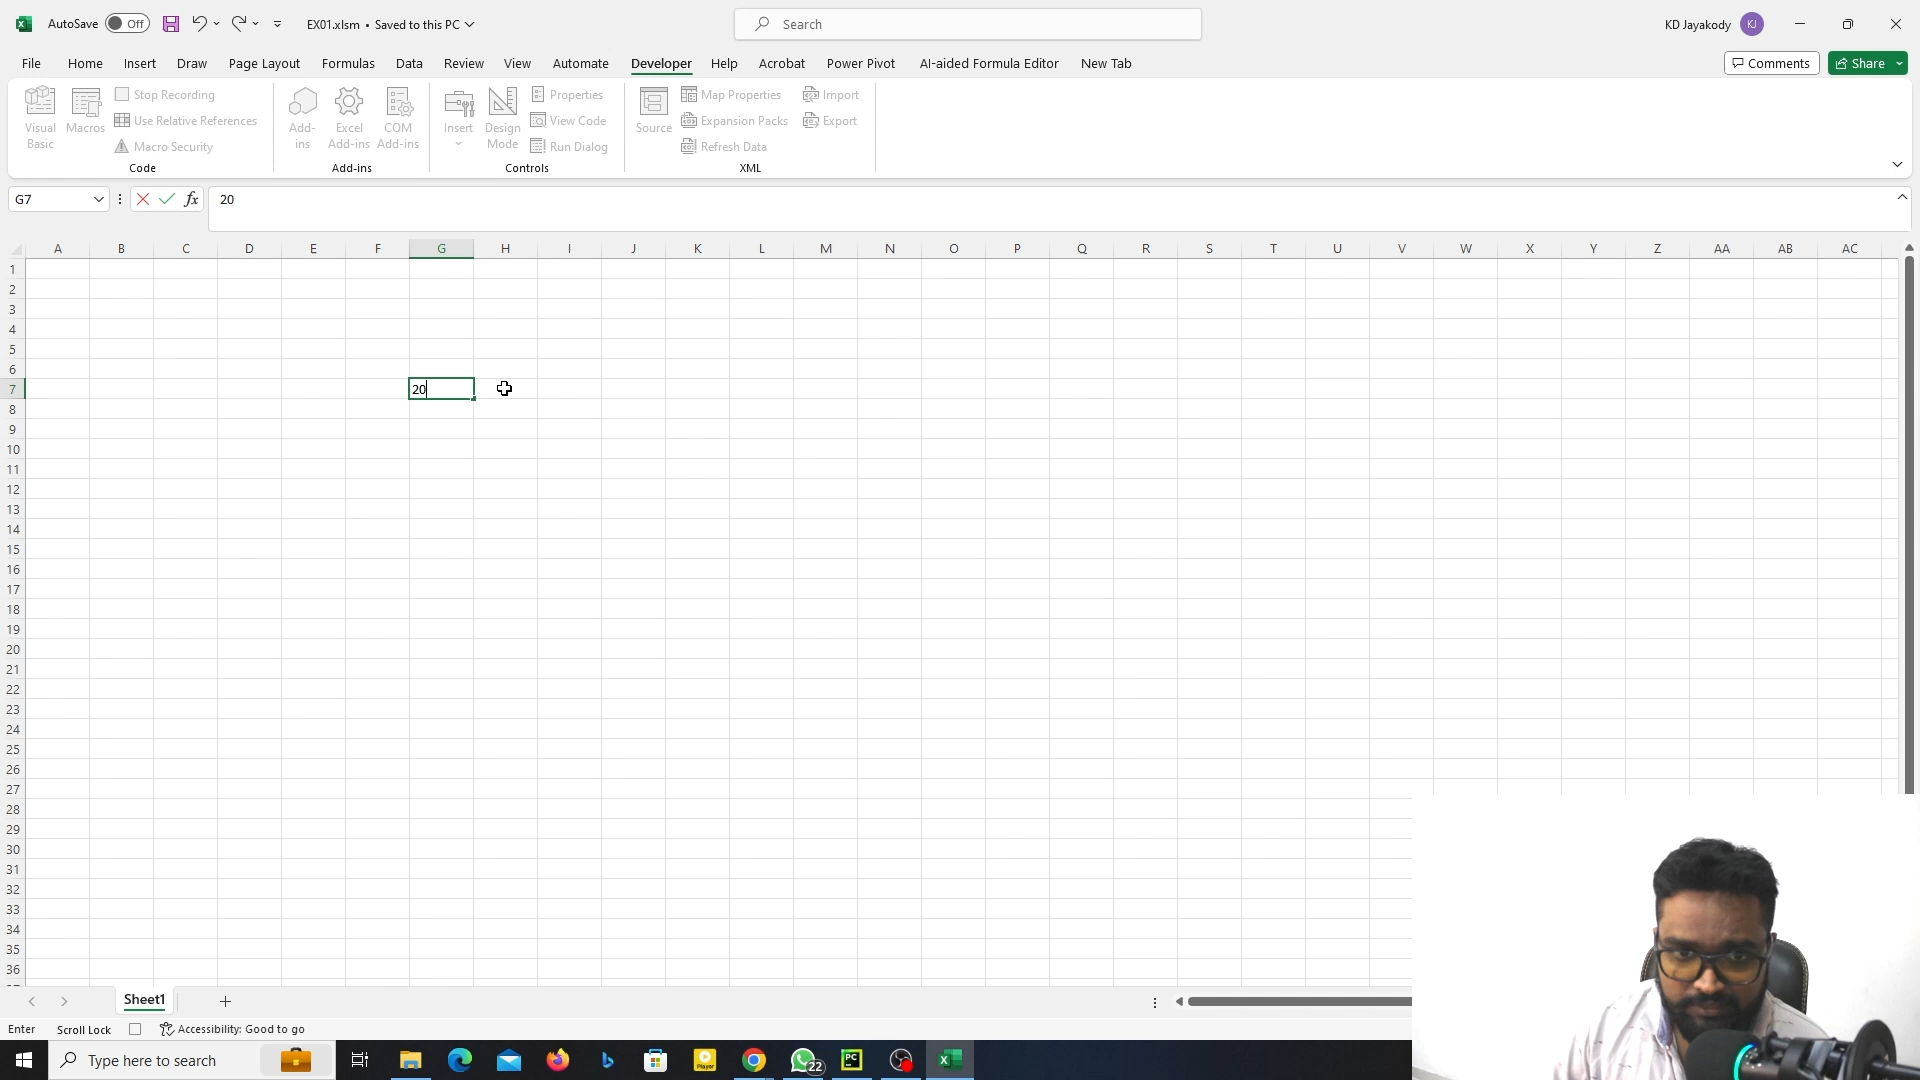 AutoSave Off EX01.xlsm • Saved to this PC Search KD Jayakody KJ
File Home Insert Draw Page Layout Formulas Data Review View Automate Developer Help Acrobat Power Pivot AI-aided Formula Editor New Tab Comments Share
Visual Basic
Macros
Stop Recording
Use Relative References
Macro Security
Code
Add-ins
Excel Add-ins
COM Add-ins
Add-ins
Insert
Design Mode
Properties
View Code
Run Dialog
Controls
Source
Map Properties
Expansion Packs
Refresh Data
Import
Export
XML
G7 fx 20
A B C D E F G H I J K L M N O P Q R S T U V W X Y Z AA AB AC
1
2
3
4
5
6
7 20
8
9
10
11
12
13
14
15
16
17
18
19
20
21
22
23
24
25
26
27
28
29
30
31
32
33
34
35
36
Sheet1
Enter Scroll Lock Accessibility: Good to go
Type here to search Player 22 PC